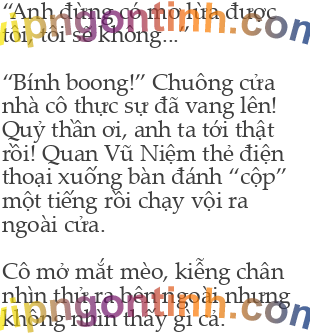 “Anh đừng có mơ lừa được
tôi, tôi sẽ không...”
“Bính boong!” Chuông cửa
nhà cô thực sự đã vang lên!
Quỷ thần ơi, anh ta tới thật
rồi! Quan Vũ Niệm thẻ điện
thoại xuống bàn đánh “cộp”
một tiếng rồi chạy vội ra
ngoài cửa.
Cô mở mắt mèo, kiễng chân
nhìn thử ra bên ngoài nhưng
không nhìn thấy gì cả.
vipngontinh.com
vipngontinh.com